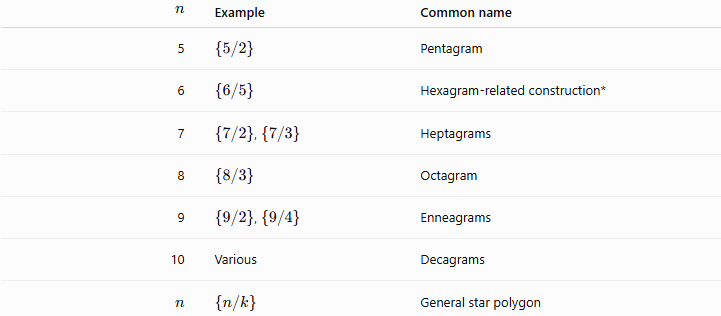 n Example Common name
5 {5/2} Pentagram
6 {6/5} Hexagram-related construction*
7 {7/2}, {7/3} Heptagrams
8 {8/3} Octagram
9 {9/2}, {9/4} Enneagrams
10 Various Decagrams
n {n/k} General star polygon